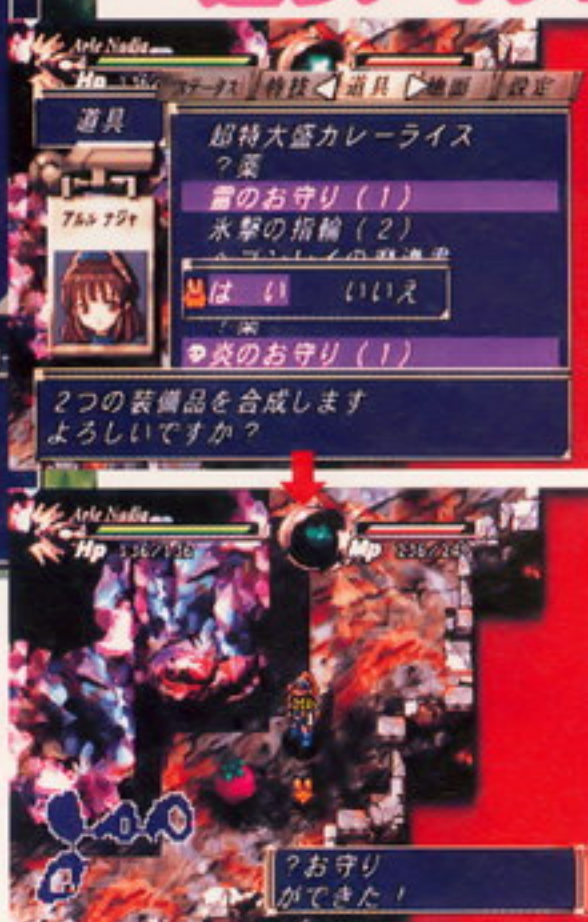 Arle Nadja
Hp
ステータス 特技 道具 地面 設定
道具
超特大盛カレーライス
?薬
雷のお守り(1)
氷撃の指輪(2)
アルル ナジャ
はい いいえ
?薬
炎のお守り(1)
2つの装備品を合成します
よろしいですか?
Arle Nadja
Hp 136/136 Mp
?お守り
ができた!